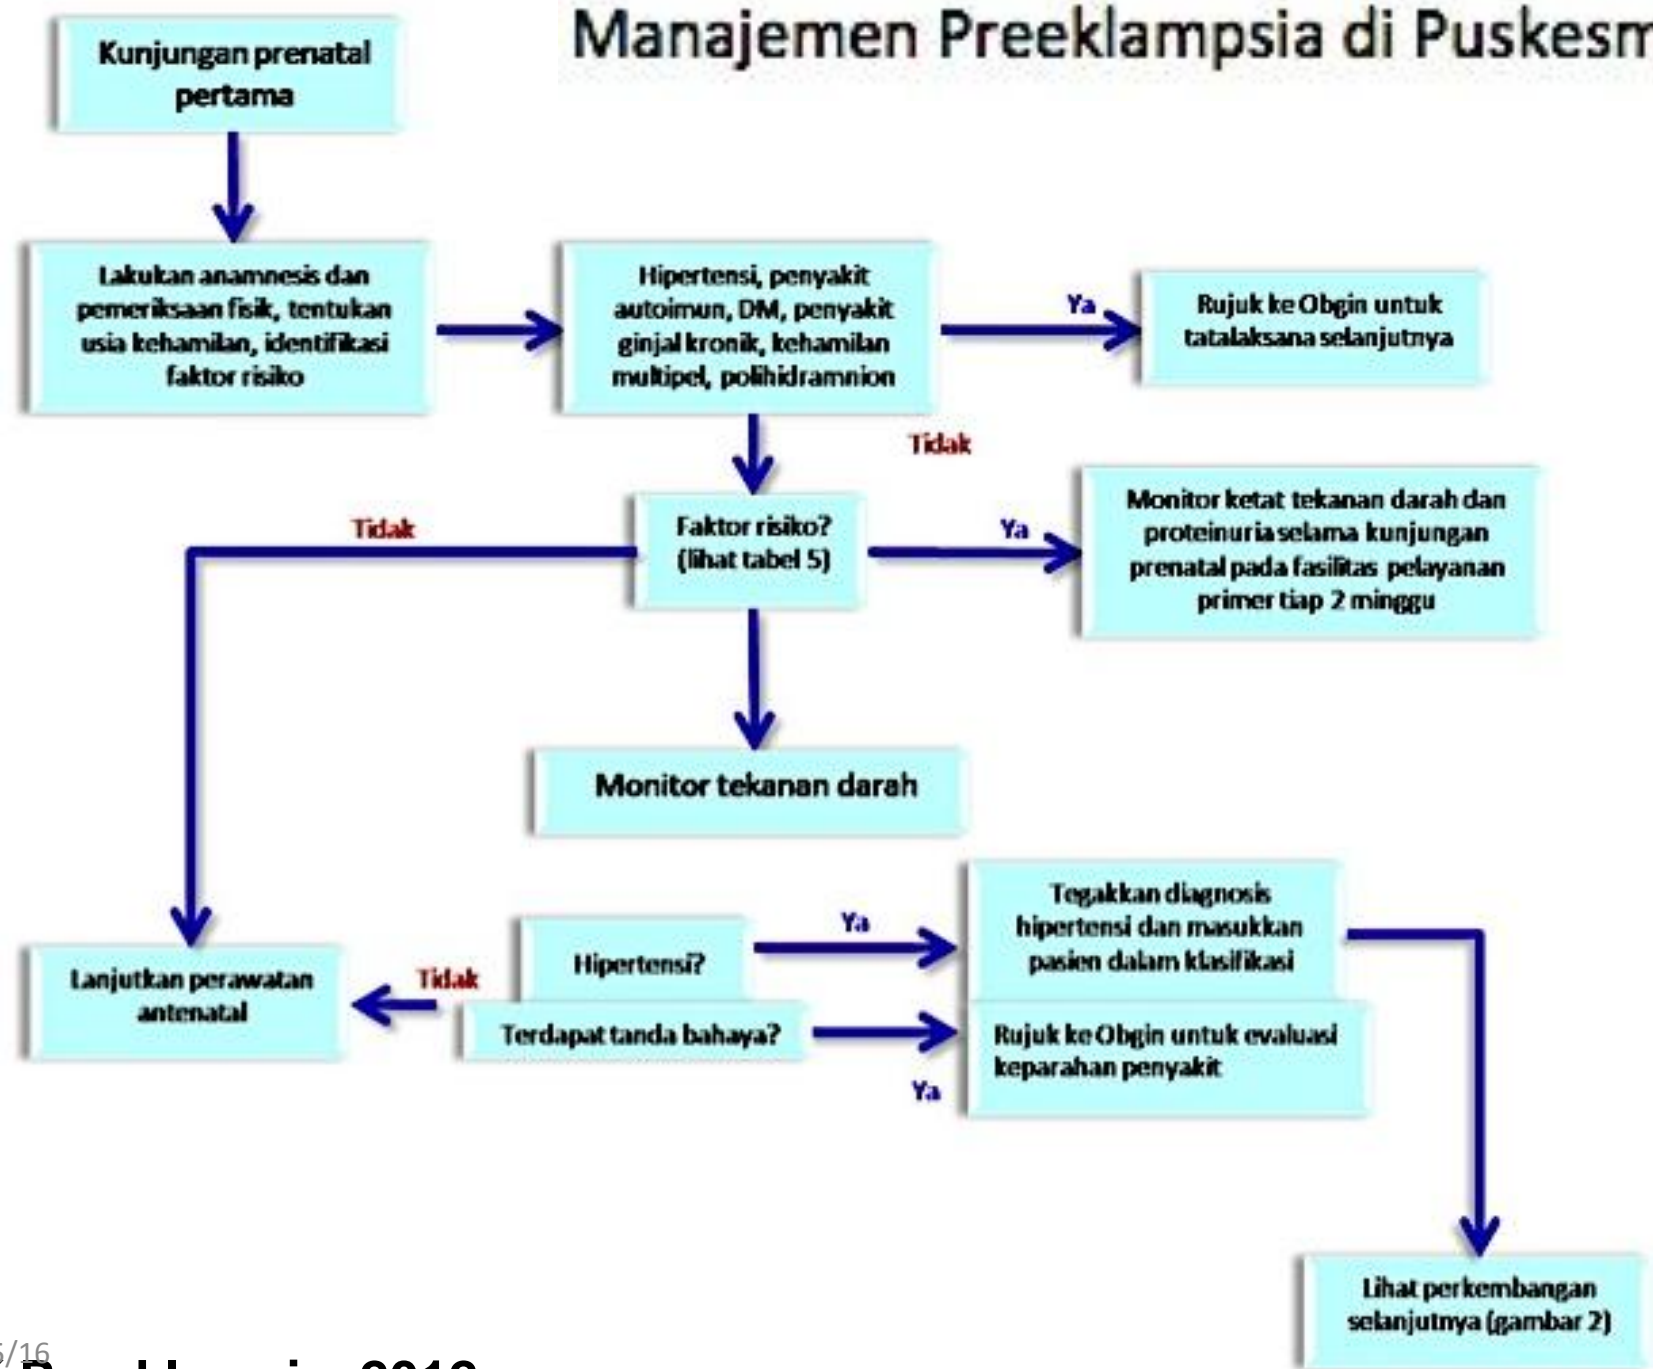 Manajemen Preeklampsia di Puskesm
Kunjungan prenatal
pertama
Lakukan anamnesis dan
pemeriksaan fisik, tentukan
usia kehamilan, identifikasi
faktor risiko
Hipertensi, penyakit
autoimun, DM, penyakit
ginjal kronik, kehamilan
multipel, polihidramnion
Ya
Rujuk ke Obgin untuk
tatalaksana selanjutnya
Tidak
Faktor risiko?
(lihat tabel 5)
Ya
Monitor ketat tekanan darah dan
proteinuria selama kunjungan
prenatal pada fasilitas pelayanan
primer tiap 2 minggu
Tidak
Monitor tekanan darah
Hipertensi?
Ya
Tegakkan diagnosis
hipertensi dan masukkan
pasien dalam klasifikasi
Terdapat tanda bahaya?
Ya
Rujuk ke Obgin untuk evaluasi
keparahan penyakit
Tidak
Lanjutkan perawatan
antenatal
Lihat perkembangan
selanjutnya (gambar 2)
/16